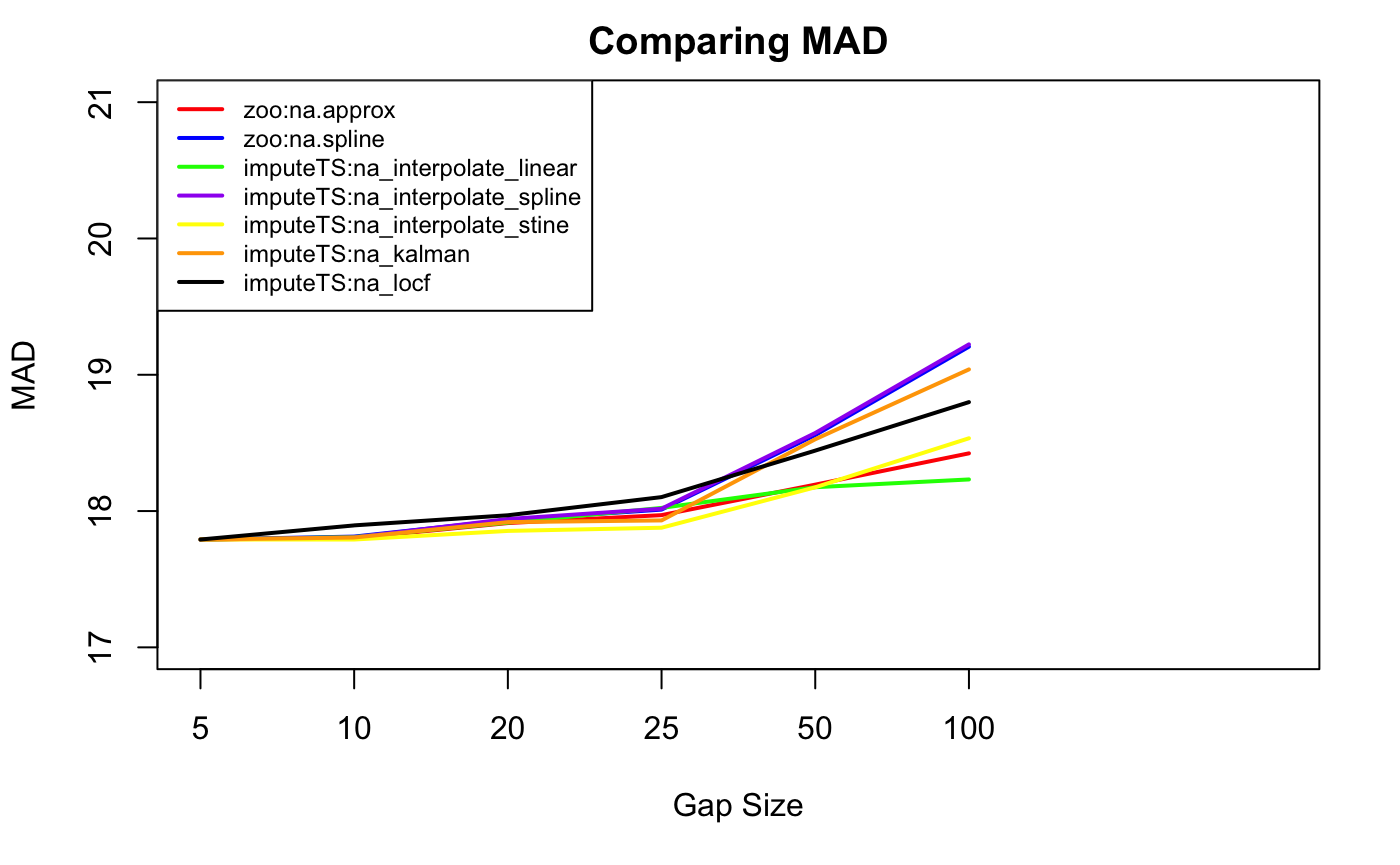 Comparing MAD
zoo:na.approx
zoo:na.spline
imputeTS:na_interpolate_linear
imputeTS:na_interpolate_spline
imputeTS:na_interpolate_stine
imputeTS:na_kalman
imputeTS:na_locf
MAD
21
20
19
18
17
5 10 20 25 50 100
Gap Size